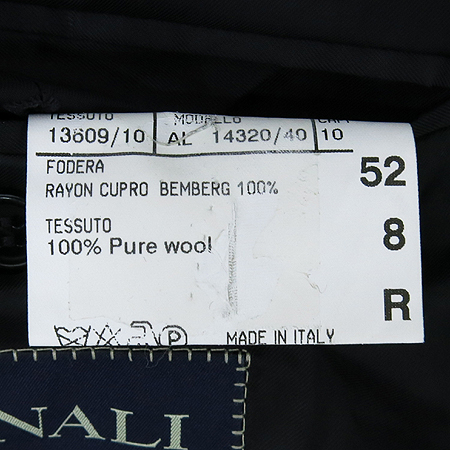 TESSUTO MODELLO
13609/10 AL 14320/40 10
FODERA
RAYON CUPRO BEMBERG 100%
52
TESSUTO
100% Pure wool
8
R
P MADE IN ITALY
NALI